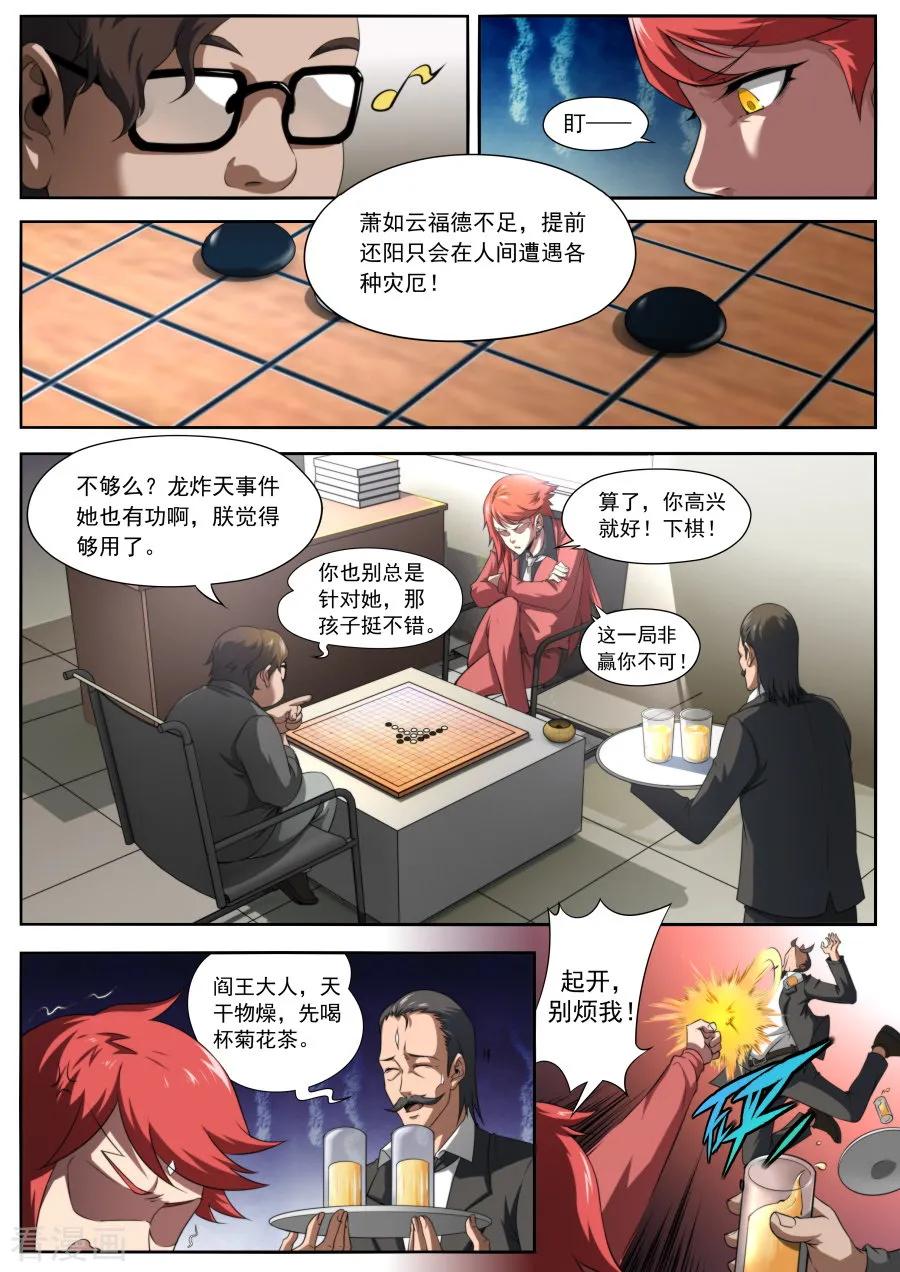 盯——
萧如云福德不足，提前
还阳只会在人间遭遇各
种灾厄！
不够么？龙炸天事件
她也有功啊，朕觉得
够用了。
你也别总是
针对她，那
孩子挺不错。
算了，你高兴
就好！下棋！
这一局非
赢你不可！
阎王大人，天
干物燥，先喝
杯菊花茶。
起开，
别烦我！
砰
看漫画